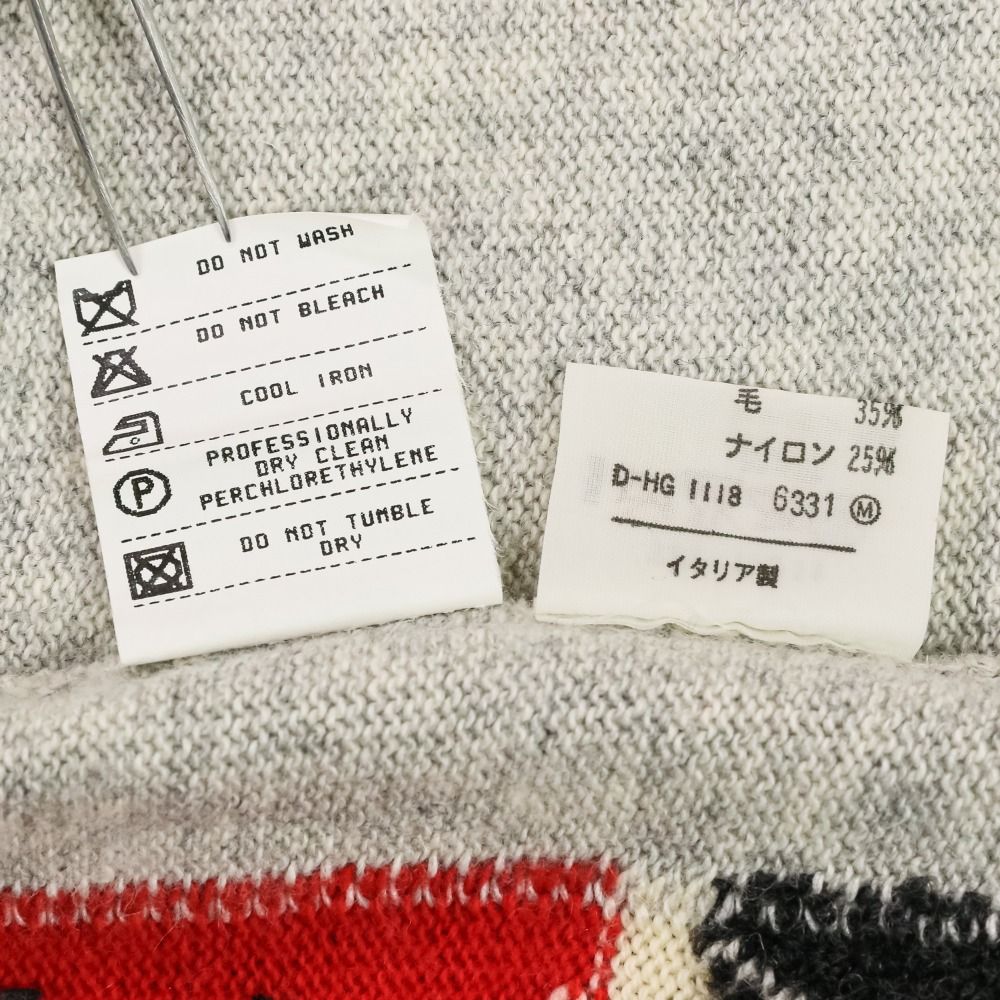 DO NOT WASH
DO NOT BLEACH
COOL IRON
PROFESSIONALLY
DRY CLEAN
PERCHLORETHYLENE
P
DO NOT TUMBLE
DRY
毛 35%
ナイロン 25%
D-HG 1118 6331 Ⓜ
イタリア製